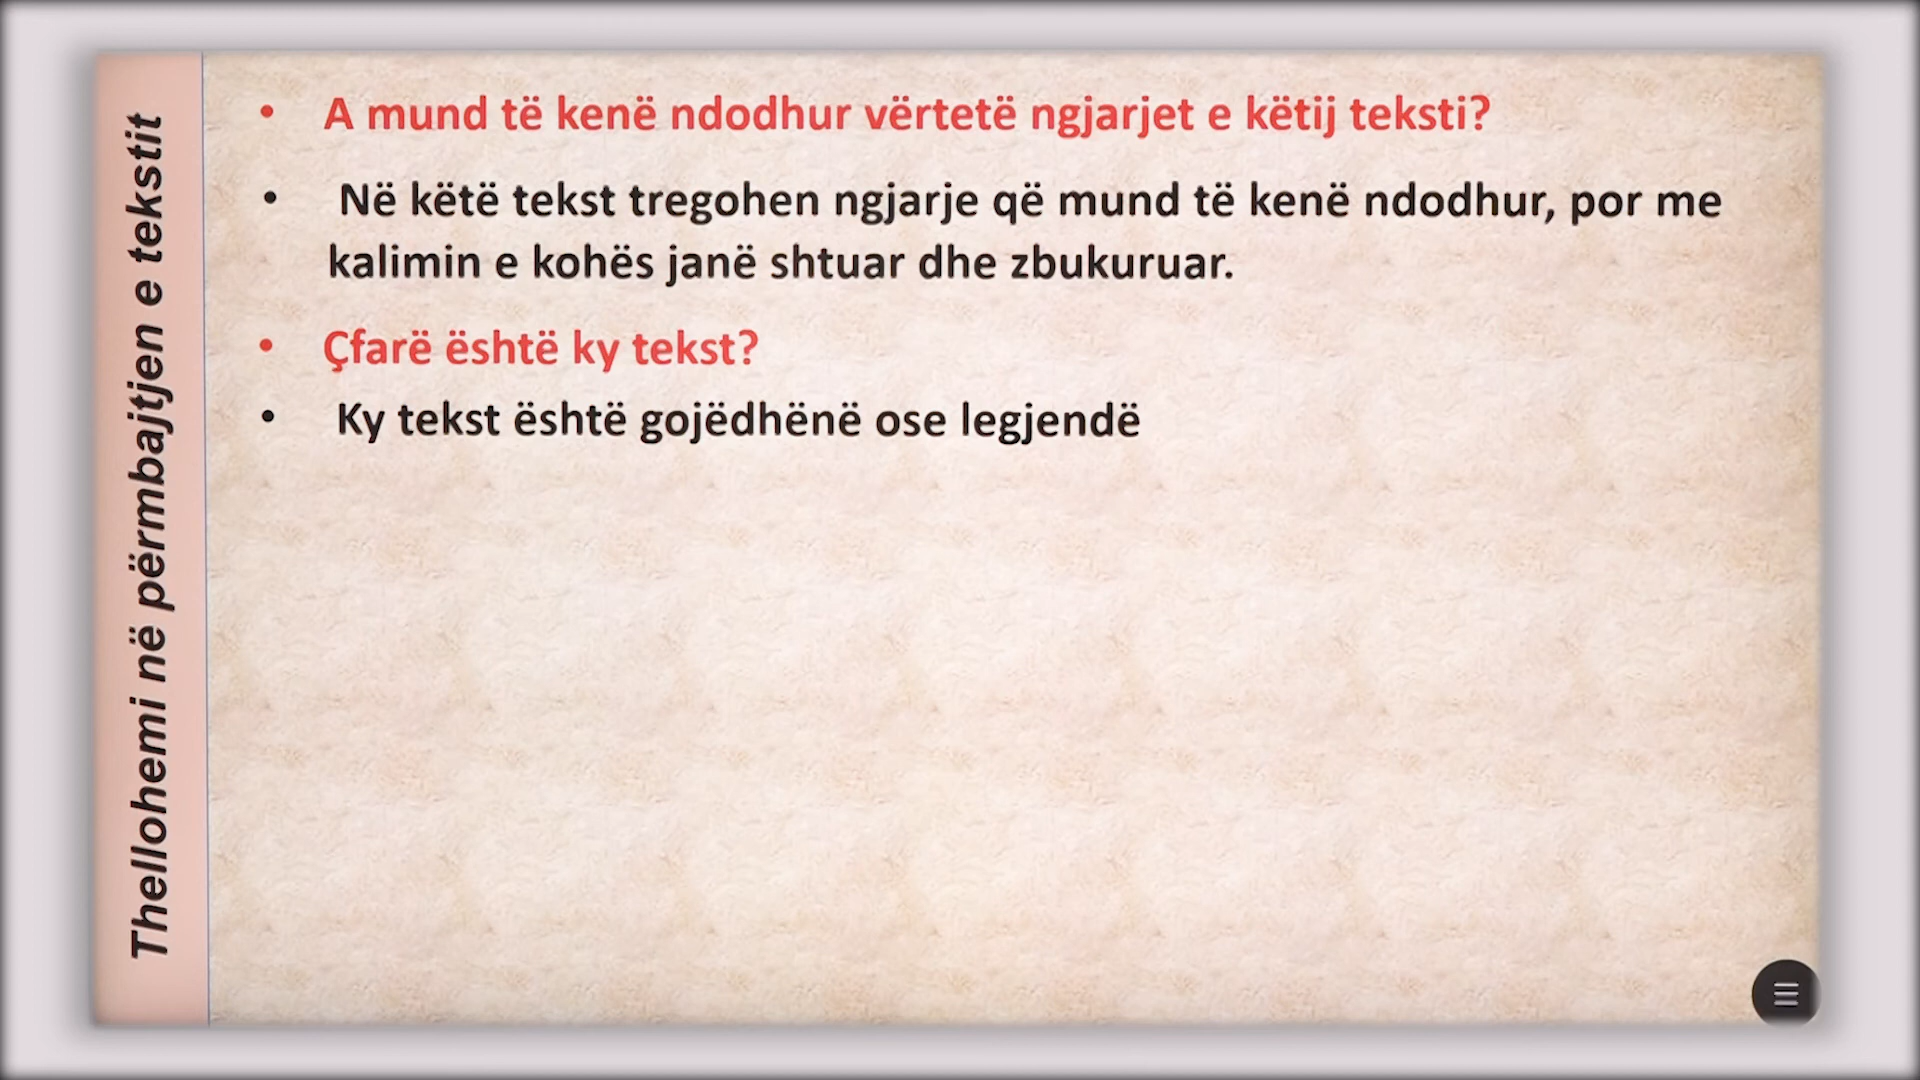 Thellohemi në përmbajtjen e tekstit
• A mund të kenë ndodhur vërtetë ngjarjet e këtij teksti?
• Në këtë tekst tregohen ngjarje që mund të kenë ndodhur, por me
kalimin e kohës janë shtuar dhe zbukuruar.
• Çfarë është ky tekst?
• Ky tekst është gojëdhënë ose legjendë